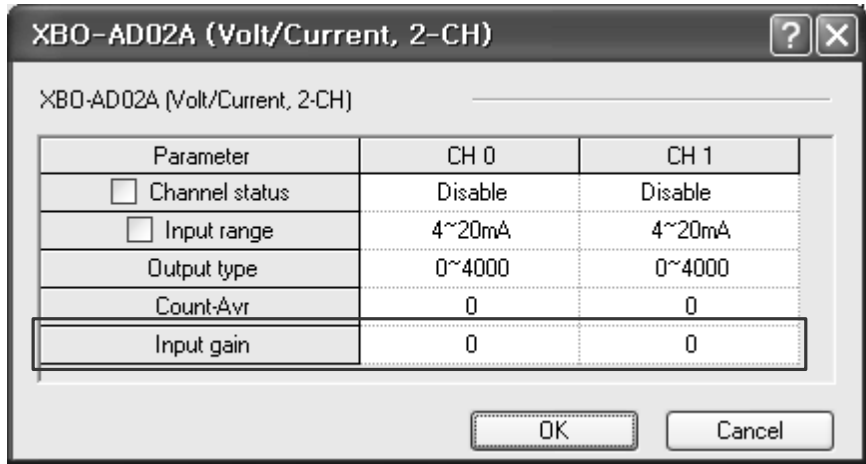 XBO-AD02A (Volt/Current, 2-CH)
XBO-AD02A (Volt/Current, 2-CH)
Parameter CH 0 CH 1
Channel status Disable Disable
Input range 4~20mA 4~20mA
Output type 0~4000 0~4000
Count-Avr 0 0
Input gain 0 0
OK Cancel